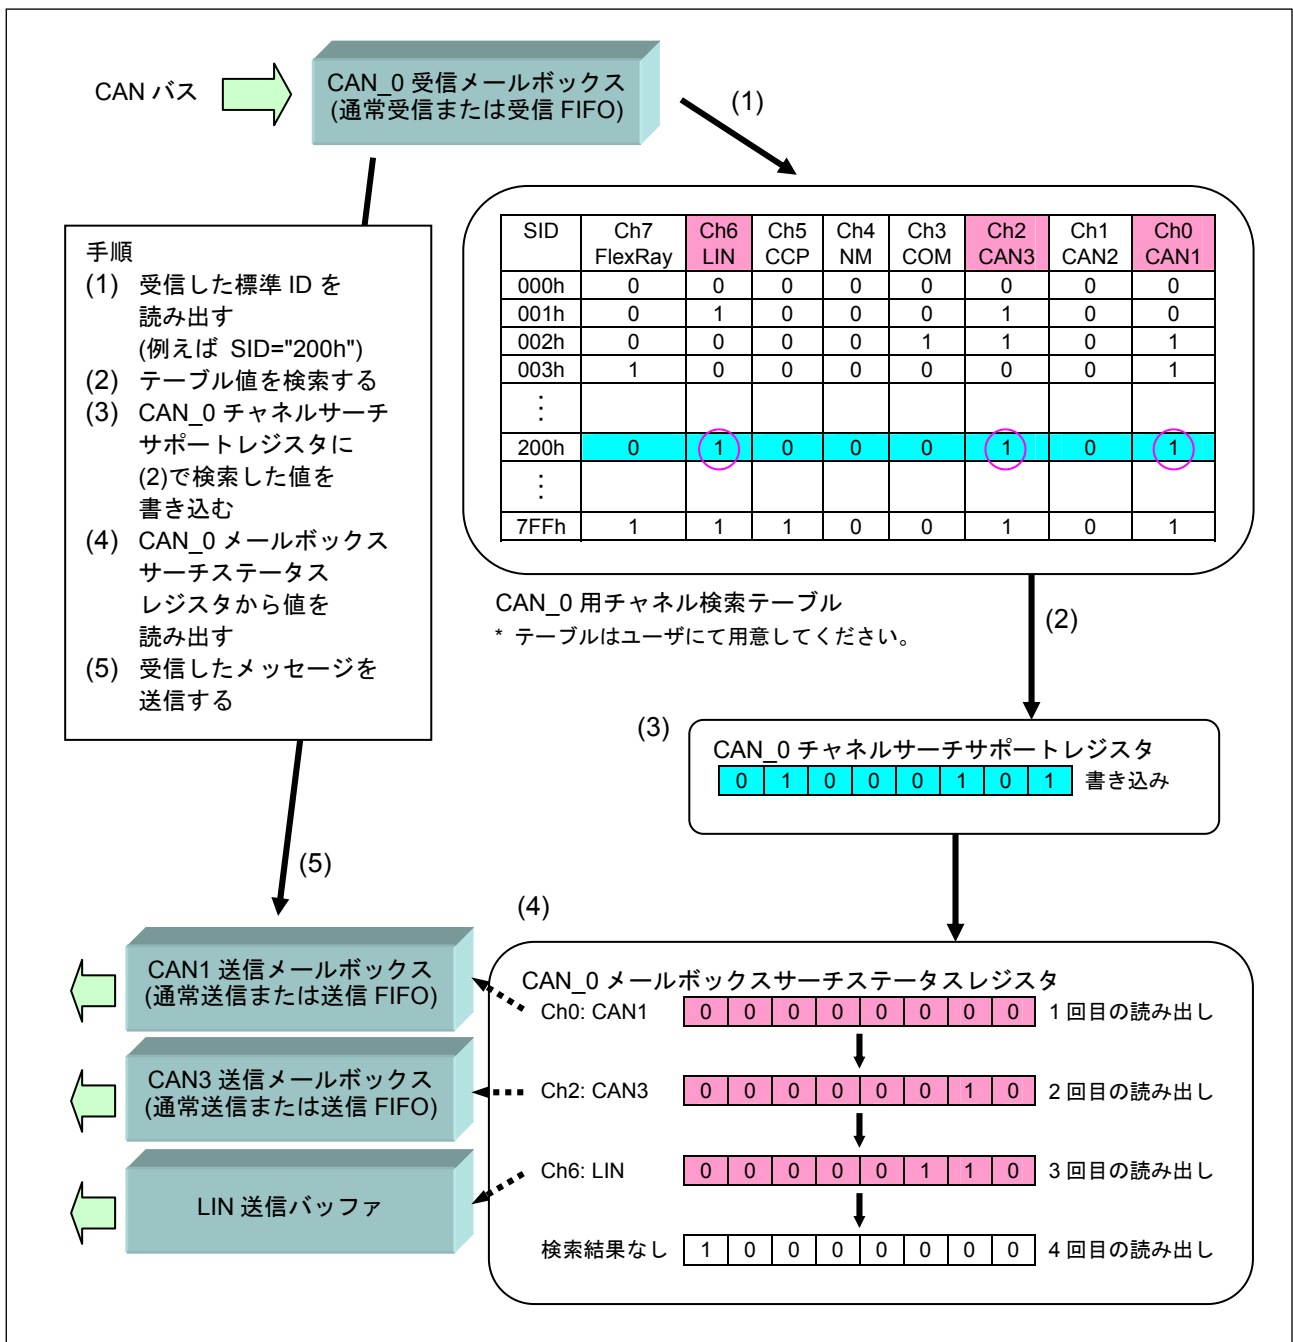 CAN バス
CAN_0 受信メールボックス
(通常受信または受信 FIFO)
(1)
手順
(1) 受信した標準 ID を
読み出す
(例えば SID="200h")
(2) テーブル値を検索する
(3) CAN_0 チャネルサーチ
サポートレジスタに
(2)で検索した値を
書き込む
(4) CAN_0 メールボックス
サーチステータス
レジスタから値を
読み出す
(5) 受信したメッセージを
送信する
SID Ch7 Ch6 Ch5 Ch4 Ch3 Ch2 Ch1 Ch0
FlexRay LIN CCP NM COM CAN3 CAN2 CAN1
000h 0 0 0 0 0 0 0 0
001h 0 1 0 0 0 1 0 0
002h 0 0 0 0 1 1 0 1
003h 1 0 0 0 0 0 0 1
⋮
200h 0 1 0 0 0 1 0 1
⋮
7FFh 1 1 1 0 0 1 0 1
CAN_0 用チャネル検索テーブル
* テーブルはユーザにて用意してください。
(2)
(3)
CAN_0 チャネルサーチサポートレジスタ
0 1 0 0 0 1 0 1 書き込み
(5)
(4)
CAN1 送信メールボックス
(通常送信または送信 FIFO)
CAN3 送信メールボックス
(通常送信または送信 FIFO)
LIN 送信バッファ
CAN_0 メールボックスサーチステータスレジスタ
Ch0: CAN1 0 0 0 0 0 0 0 0 1 回目の読み出し
Ch2: CAN3 0 0 0 0 0 0 1 0 2 回目の読み出し
Ch6: LIN 0 0 0 0 0 1 1 0 3 回目の読み出し
検索結果なし 1 0 0 0 0 0 0 0 4 回目の読み出し